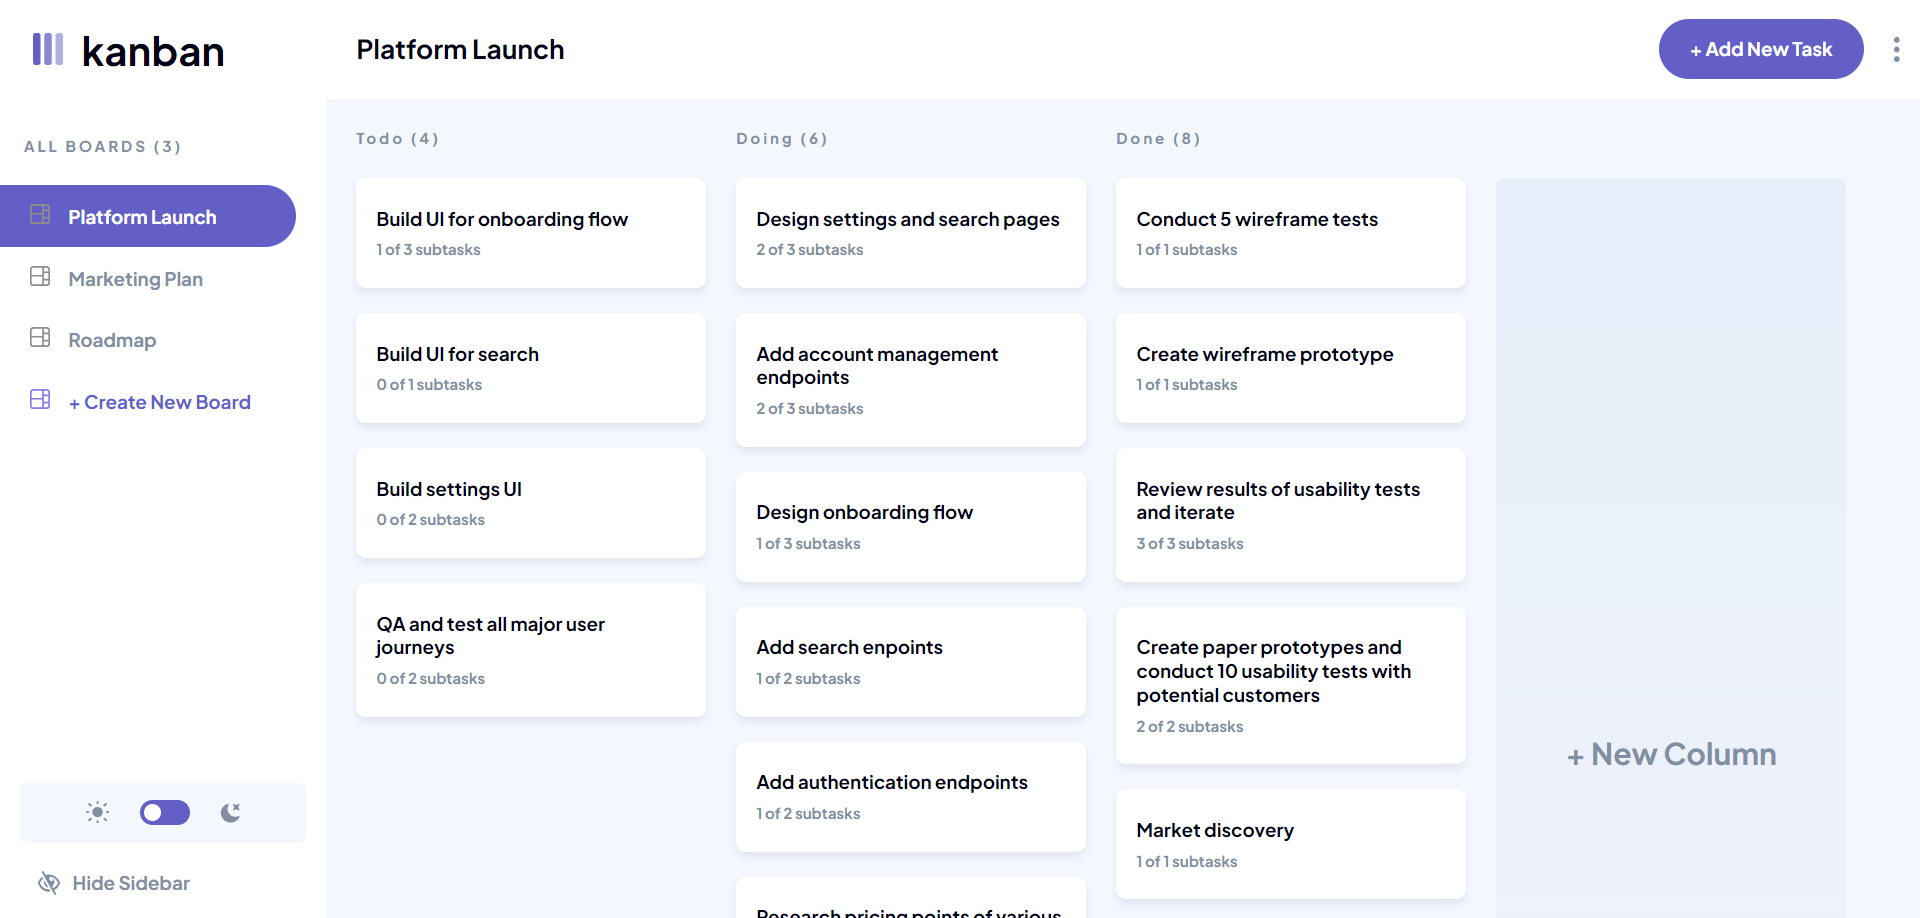 kanban
Platform Launch
+ Add New Task
ALL BOARDS (3)
Platform Launch
Marketing Plan
Roadmap
+ Create New Board
Hide Sidebar
Todo (4)
Build UI for onboarding flow
1 of 3 subtasks
Build UI for search
0 of 1 subtasks
Build settings UI
0 of 2 subtasks
QA and test all major user
journeys
0 of 2 subtasks
Doing (6)
Design settings and search pages
2 of 3 subtasks
Add account management
endpoints
2 of 3 subtasks
Design onboarding flow
1 of 3 subtasks
Add search enpoints
1 of 2 subtasks
Add authentication endpoints
1 of 2 subtasks
Research pricing points of various
Done (8)
Conduct 5 wireframe tests
1 of 1 subtasks
Create wireframe prototype
1 of 1 subtasks
Review results of usability tests
and iterate
3 of 3 subtasks
Create paper prototypes and
conduct 10 usability tests with
potential customers
2 of 2 subtasks
Market discovery
1 of 1 subtasks
+ New Column